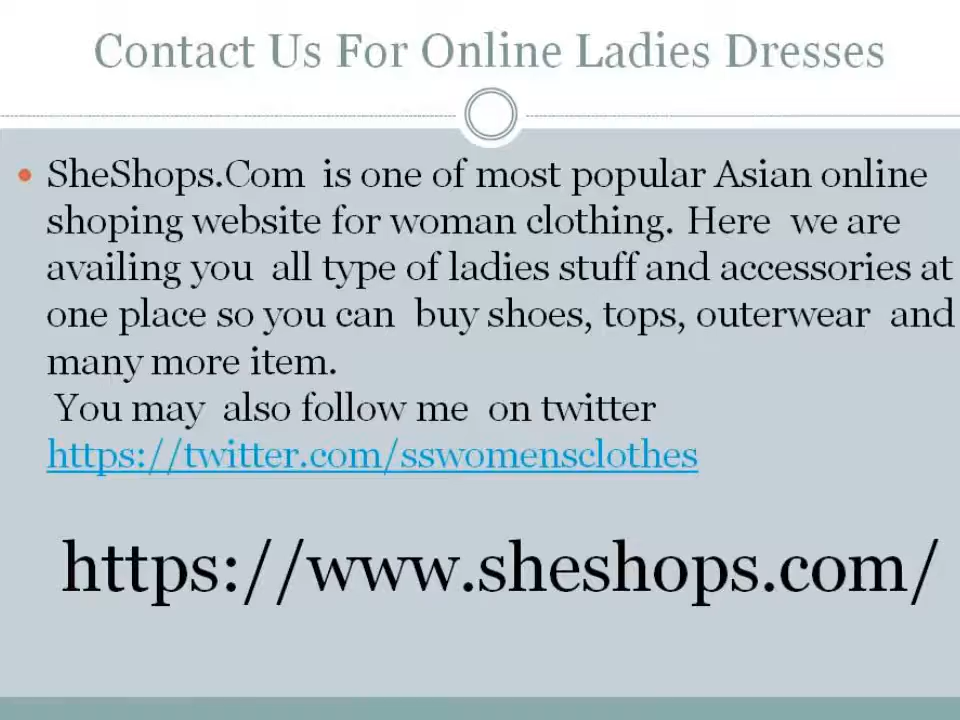 Contact Us For Online Ladies Dresses
• SheShops.Com is one of most popular Asian online
shoping website for woman clothing. Here we are
availing you all type of ladies stuff and accessories at
one place so you can buy shoes, tops, outerwear and
many more item.
You may also follow me on twitter
https://twitter.com/sswomensclothes
https://www.sheshops.com/